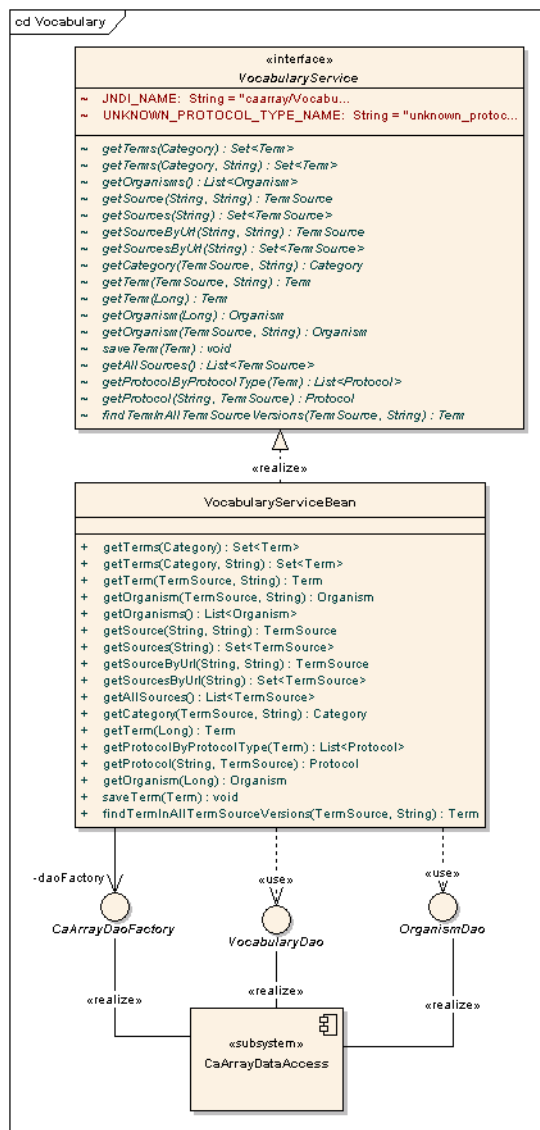 cd Vocabulary
«interface»
VocabularyService
~ JNDI_NAME: String = "caarray/Vocabu...
~ UNKNOWN_PROTOCOL_TYPE_NAME: String = "unknown_protoc...
~ getTerms(Category) : Set<Term>
~ getTerms(Category, String) : Set<Term>
~ getOrganisms() : List<Organism>
~ getSource(String, String) : TermSource
~ getSources(String) : Set<TermSource>
~ getSourceByUrl(String, String) : TermSource
~ getSourcesByUrl(String) : Set<TermSource>
~ getCategory(TermSource, String) : Category
~ getTerm(TermSource, String) : Term
~ getTerm(Long) : Term
~ getOrganism(Long) : Organism
~ getOrganism(TermSource, String) : Organism
~ saveTerm(Term) : void
~ getAllSources() : List<TermSource>
~ getProtocolByProtocolType(Term) : List<Protocol>
~ getProtocol(String, TermSource) : Protocol
~ findTermInAllTermSourceVersions(TermSource, String) : Term
«realize»
VocabularyServiceBean
+ getTerms(Category) : Set<Term>
+ getTerms(Category, String) : Set<Term>
+ getTerm(TermSource, String) : Term
+ getOrganism(TermSource, String) : Organism
+ getOrganisms() : List<Organism>
+ getSource(String, String) : TermSource
+ getSources(String) : Set<TermSource>
+ getSourceByUrl(String, String) : TermSource
+ getSourcesByUrl(String) : Set<TermSource>
+ getAllSources() : List<TermSource>
+ getCategory(TermSource, String) : Category
+ getTerm(Long) : Term
+ getProtocolByProtocolType(Term) : List<Protocol>
+ getProtocol(String, TermSource) : Protocol
+ getOrganism(Long) : Organism
+ saveTerm(Term) : void
+ findTermInAllTermSourceVersions(TermSource, String) : Term
-daoFactory
«use»
«use»
CaArrayDaoFactory
VocabularyDao
OrganismDao
«realize»
«realize»
«realize»
«subsystem»
CaArrayDataAccess